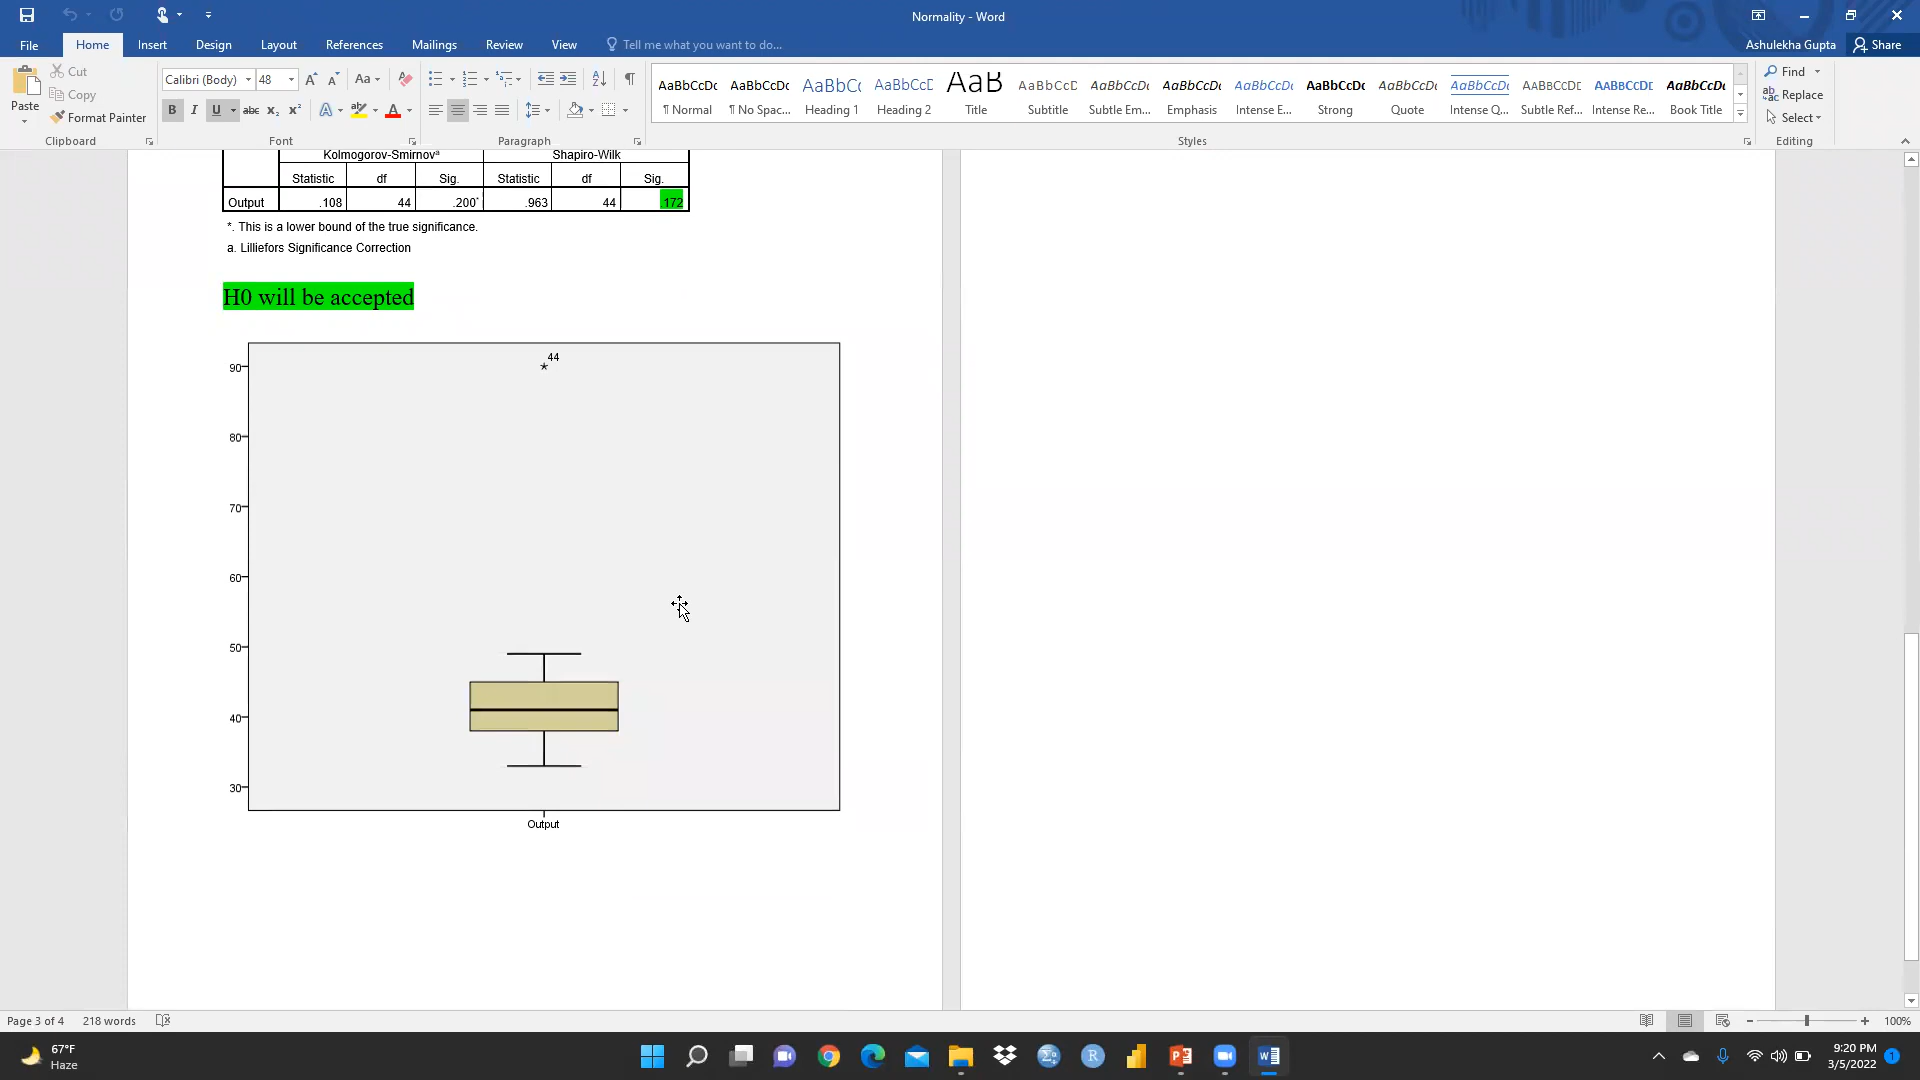 Normality - Word
File Home Insert Design Layout References Mailings Review View Tell me what you want to do... Ashulekha Gupta Share
Paste Cut Copy Format Painter
Calibri (Body) 48
AaBbCcDc AaBbCcDc AaBbCc AaBbCcD AaB AaBbCcD AaBbCcDc AaBbCcDc AaBbCcDc AaBbCcDc AaBbCcDc AaBbCcDc AABBCCDE AABBCCDE AaBbCcDc
¶ Normal ¶ No Spac... Heading 1 Heading 2 Title Subtitle Subtle Em... Emphasis Intense E... Strong Quote Intense Q... Subtle Ref... Intense Re... Book Title
Find
Replace
Select
Clipboard Font Paragraph Styles Editing
Kolmogorov-Smirnovᵃ Shapiro-Wilk
Statistic df Sig. Statistic df Sig.
Output .108 44 .200* .963 44 .172
*. This is a lower bound of the true significance.
a. Lilliefors Significance Correction
H0 will be accepted
44
90
80
70
60
50
40
30
Output
Page 3 of 4 218 words 100%
67°F
Haze
9:20 PM
3/5/2022
1